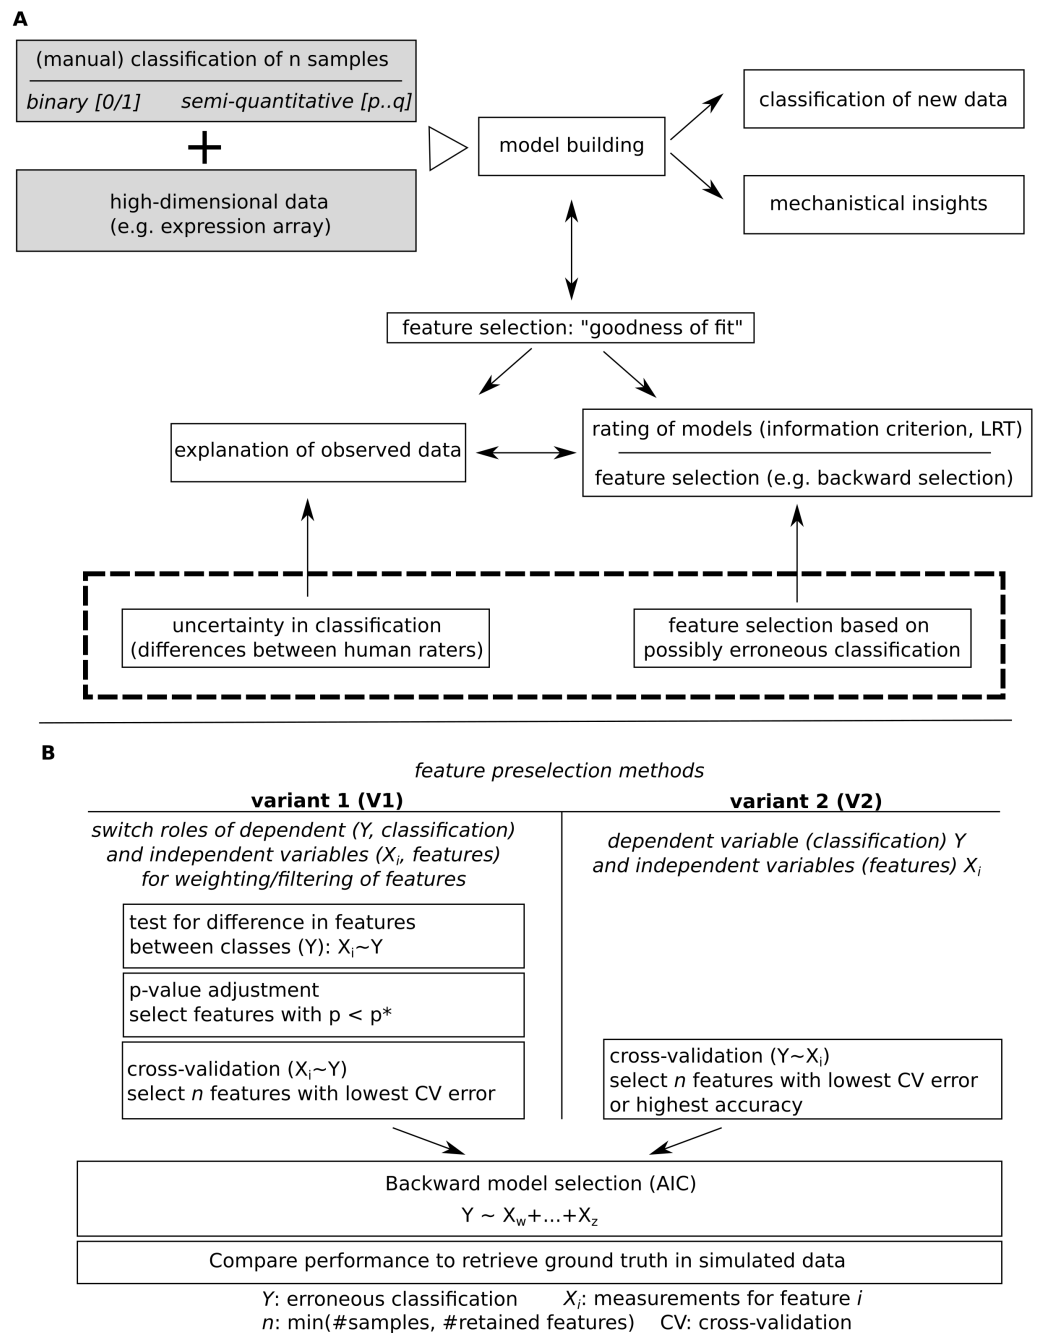 A
(manual) classification of n samples
binary [0/1] semi-quantitative [p..q]
+
high-dimensional data
(e.g. expression array)
model building
classification of new data
mechanistical insights
feature selection: "goodness of fit"
explanation of observed data
rating of models (information criterion, LRT)
feature selection (e.g. backward selection)
uncertainty in classification
(differences between human raters)
feature selection based on
possibly erroneous classification
B
feature preselection methods
variant 1 (V1)
switch roles of dependent (Y, classification)
and independent variables (Xi, features)
for weighting/filtering of features
test for difference in features
between classes (Y): Xi~Y
p-value adjustment
select features with p < p*
cross-validation (Xi~Y)
select n features with lowest CV error
variant 2 (V2)
dependent variable (classification) Y
and independent variables (features) Xi
cross-validation (Y~Xi)
select n features with lowest CV error
or highest accuracy
Backward model selection (AIC)
Y ~ Xw+...+Xz
Compare performance to retrieve ground truth in simulated data
Y: erroneous classification Xi: measurements for feature i
n: min(#samples, #retained features) CV: cross-validation